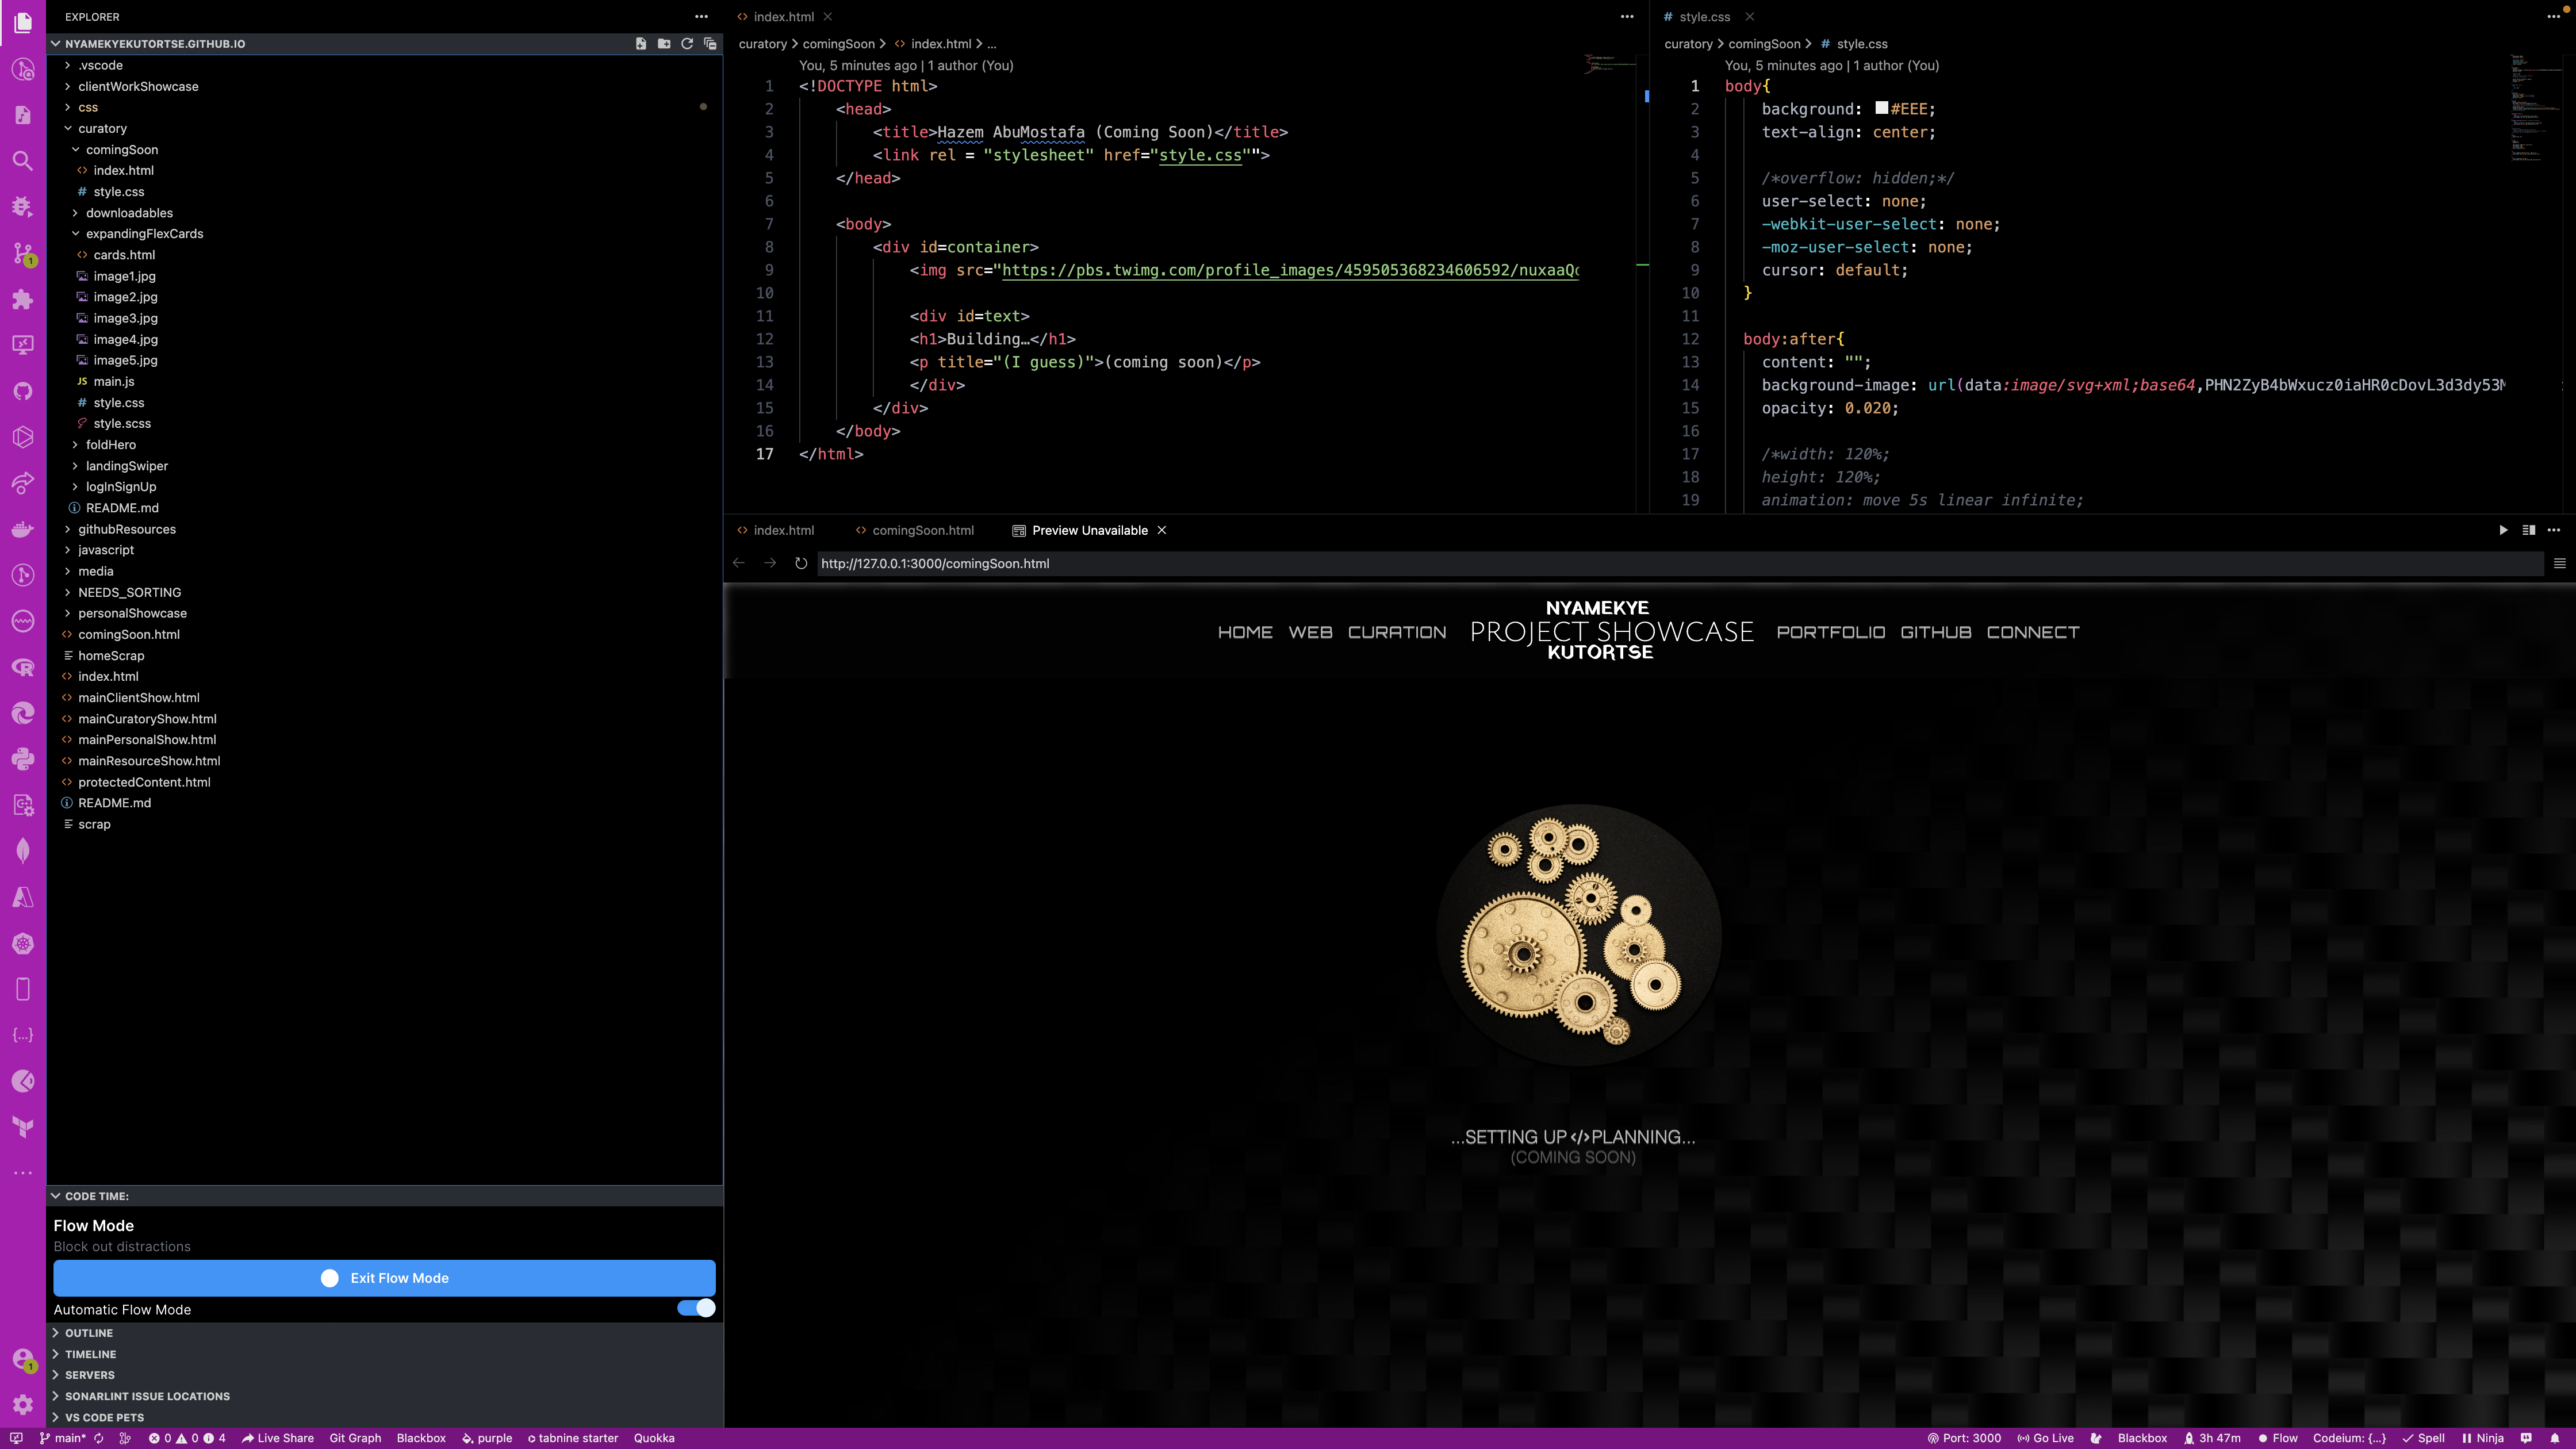 EXPLORER
NYAMEKYEKUTORTSE.GITHUB.IO
.vscode
clientWorkShowcase
css
curatory
comingSoon
index.html
style.css
downloadables
expandingFlexCards
cards.html
image1.jpg
image2.jpg
image3.jpg
image4.jpg
image5.jpg
JS main.js
# style.css
style.scss
foldHero
landingSwiper
logInSignUp
README.md
githubResources
javascript
media
NEEDS_SORTING
personalShowcase
comingSoon.html
homeScrap
index.html
mainClientShow.html
mainCuratoryShow.html
mainPersonalShow.html
mainResourceShow.html
protectedContent.html
README.md
scrap
CODE TIME:
Flow Mode
Block out distractions
Exit Flow Mode
Automatic Flow Mode
OUTLINE
TIMELINE
SERVERS
SONARLINT ISSUE LOCATIONS
VS CODE PETS
index.html
curatory > comingSoon > index.html > ...
You, 5 minutes ago | 1 author (You)
1 <!DOCTYPE html>
2 <head>
3 <title>Hazem AbuMostafa (Coming Soon)</title>
4 <link rel = "stylesheet" href="style.css"">
5 </head>
6
7 <body>
8 <div id=container>
9 <img src="https://pbs.twimg.com/profile_images/459505368234606592/nuxaaQ
10
11 <div id=text>
12 <h1>Building…</h1>
13 <p title="(I guess)">(coming soon)</p>
14 </div>
15 </div>
16 </body>
17 </html>
# style.css
curatory > comingSoon > # style.css
You, 5 minutes ago | 1 author (You)
1 body{
2 background: #EEE;
3 text-align: center;
4
5 /*overflow: hidden;*/
6 user-select: none;
7 -webkit-user-select: none;
8 -moz-user-select: none;
9 cursor: default;
10 }
11
12 body:after{
13 content: "";
14 background-image: url(data:image/svg+xml;base64,PHN2ZyB4bWxucz0iaHR0cDovL3d3dy53
15 opacity: 0.020;
16
17 /*width: 120%;
18 height: 120%;
19 animation: move 5s linear infinite;
index.html comingSoon.html Preview Unavailable
http://127.0.0.1:3000/comingSoon.html
NYAMEKYE
HOME WEB CURATION PROJECT SHOWCASE PORTFOLIO GITHUB CONNECT
KUTORTSE
...SETTING UP </> PLANNING...
(COMING SOON)
main* 0 0 4 Live Share Git Graph Blackbox purple tabnine starter Quokka Port: 3000 Go Live Blackbox 3h 47m Flow Codeium: {...} Spell Ninja